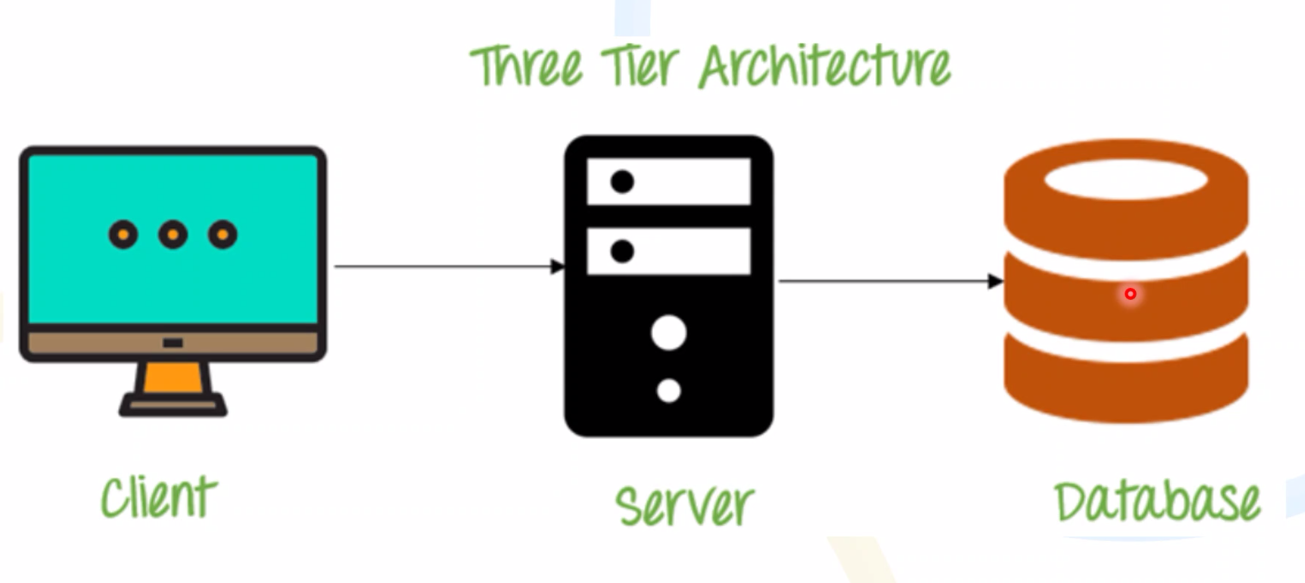 Three Tier Architecture
Client
Server
Database